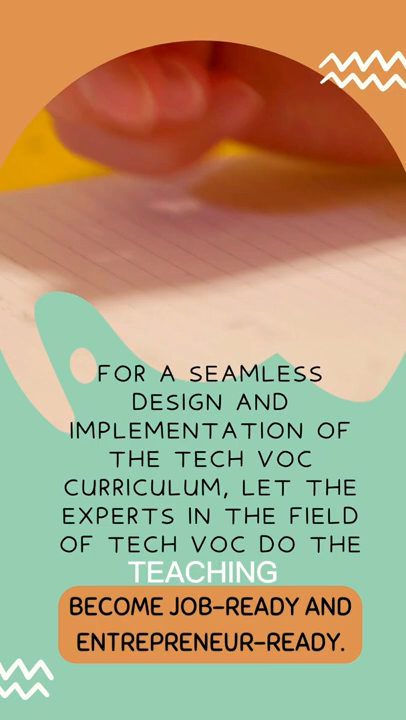 FOR A SEAMLESS
DESIGN AND
IMPLEMENTATION OF
THE TECH VOC
CURRICULUM, LET THE
EXPERTS IN THE FIELD
OF TECH VOC DO THE
TEACHING
BECOME JOB-READY AND
ENTREPRENEUR-READY.